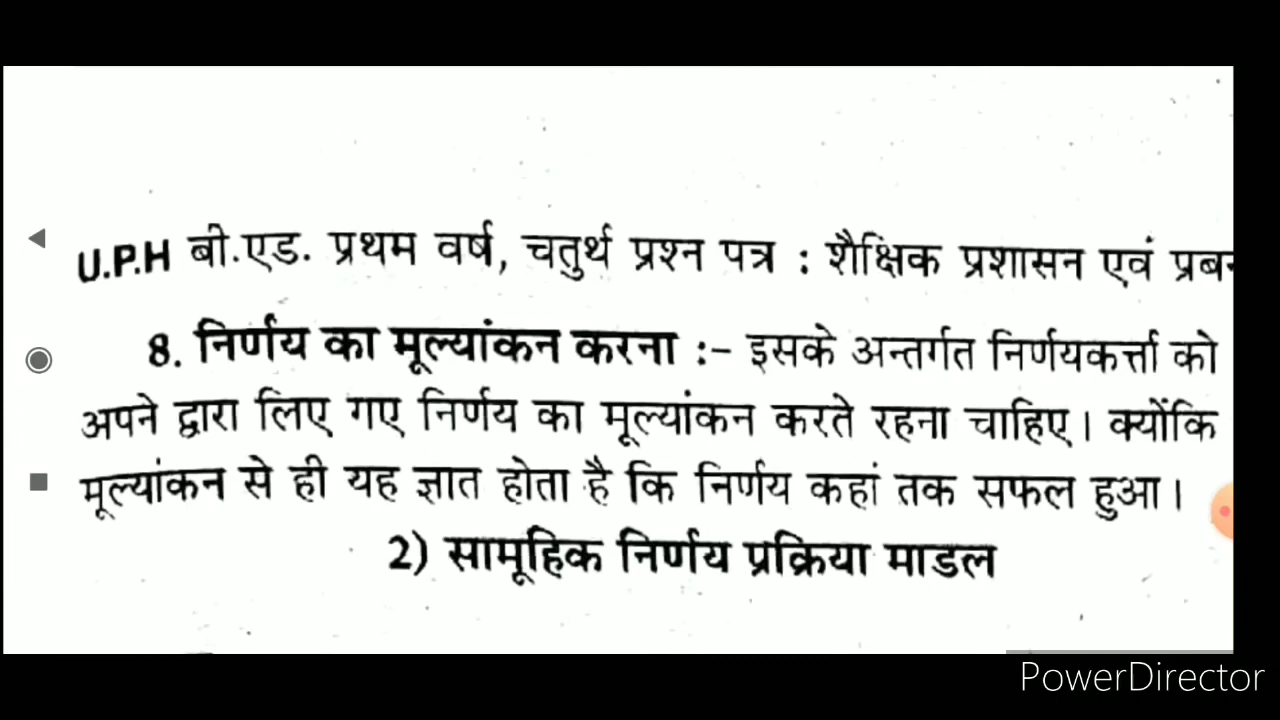 U.P.H बी.एड. प्रथम वर्ष, चतुर्थ प्रश्न पत्र : शैक्षिक प्रशासन एवं
8. निर्णय का मूल्यांकन करना :- इसके अन्तर्गत निर्णयकर्त्ता को
अपने द्वारा लिए गए निर्णय का मूल्यांकन करते रहना चाहिए। क्योंकि
मूल्यांकन से ही यह ज्ञात होता है कि निर्णय कहां तक सफल हुआ।
2) सामूहिक निर्णय प्रक्रिया माडल
PowerDirector